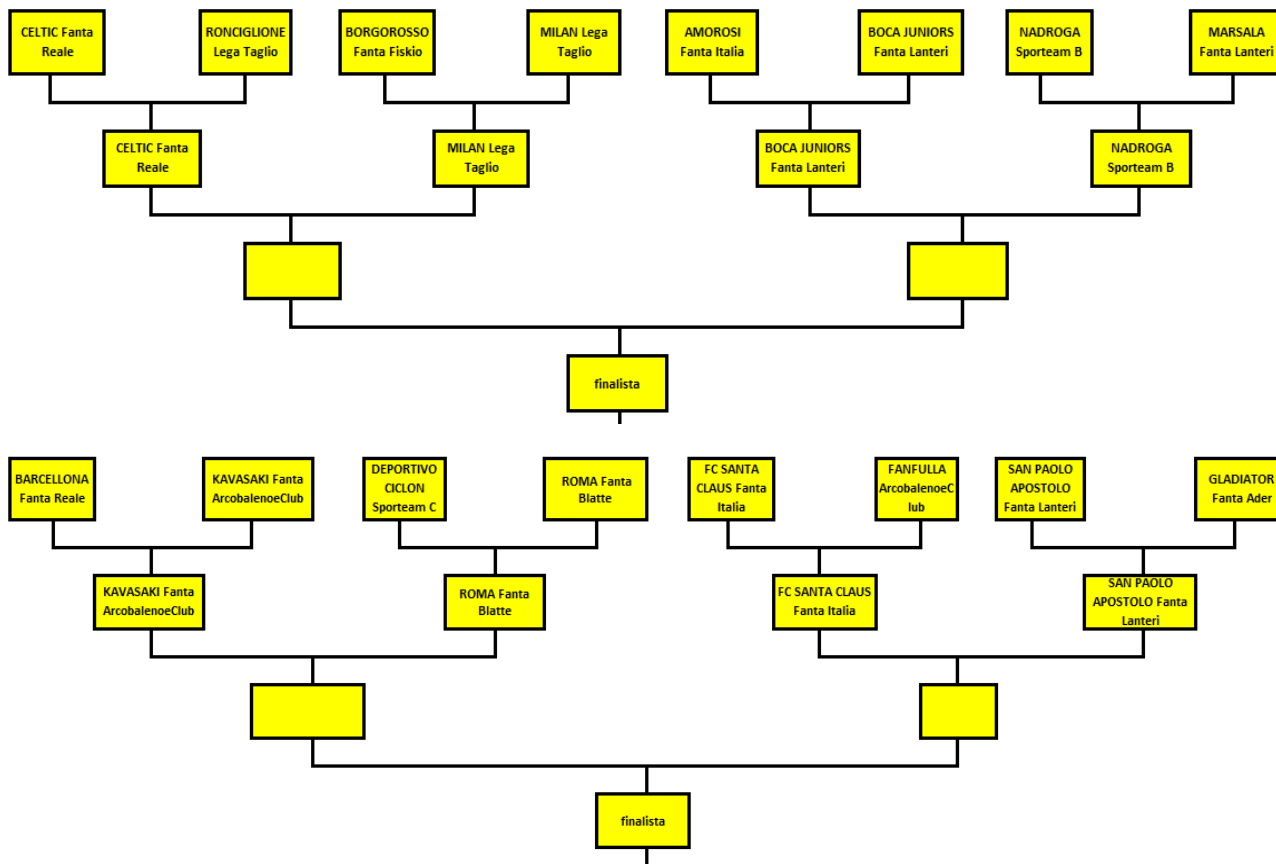 CELTIC Fanta
Reale
RONCIGLIONE
Lega Taglio
BORGOROSSO
Fanta Fiskio
MILAN Lega
Taglio
AMOROSI
Fanta Italia
BOCA JUNIORS
Fanta Lanteri
NADROGA
Sporteam B
MARSALA
Fanta Lanteri
CELTIC Fanta
Reale
MILAN Lega
Taglio
BOCA JUNIORS
Fanta Lanteri
NADROGA
Sporteam B
finalista
BARCELLONA
Fanta Reale
KAVASAKI Fanta
ArcobalenoeClub
DEPORTIVO
CICLON
Sporteam C
ROMA Fanta
Blatte
FC SANTA
CLAUS Fanta
Italia
FANFULLA
ArcobalenoeC
lub
SAN PAOLO
APOSTOLO
Fanta Lanteri
GLADIATOR
Fanta Ader
KAVASAKI Fanta
ArcobalenoeClub
ROMA Fanta
Blatte
FC SANTA CLAUS
Fanta Italia
SAN PAOLO
APOSTOLO Fanta
Lanteri
finalista